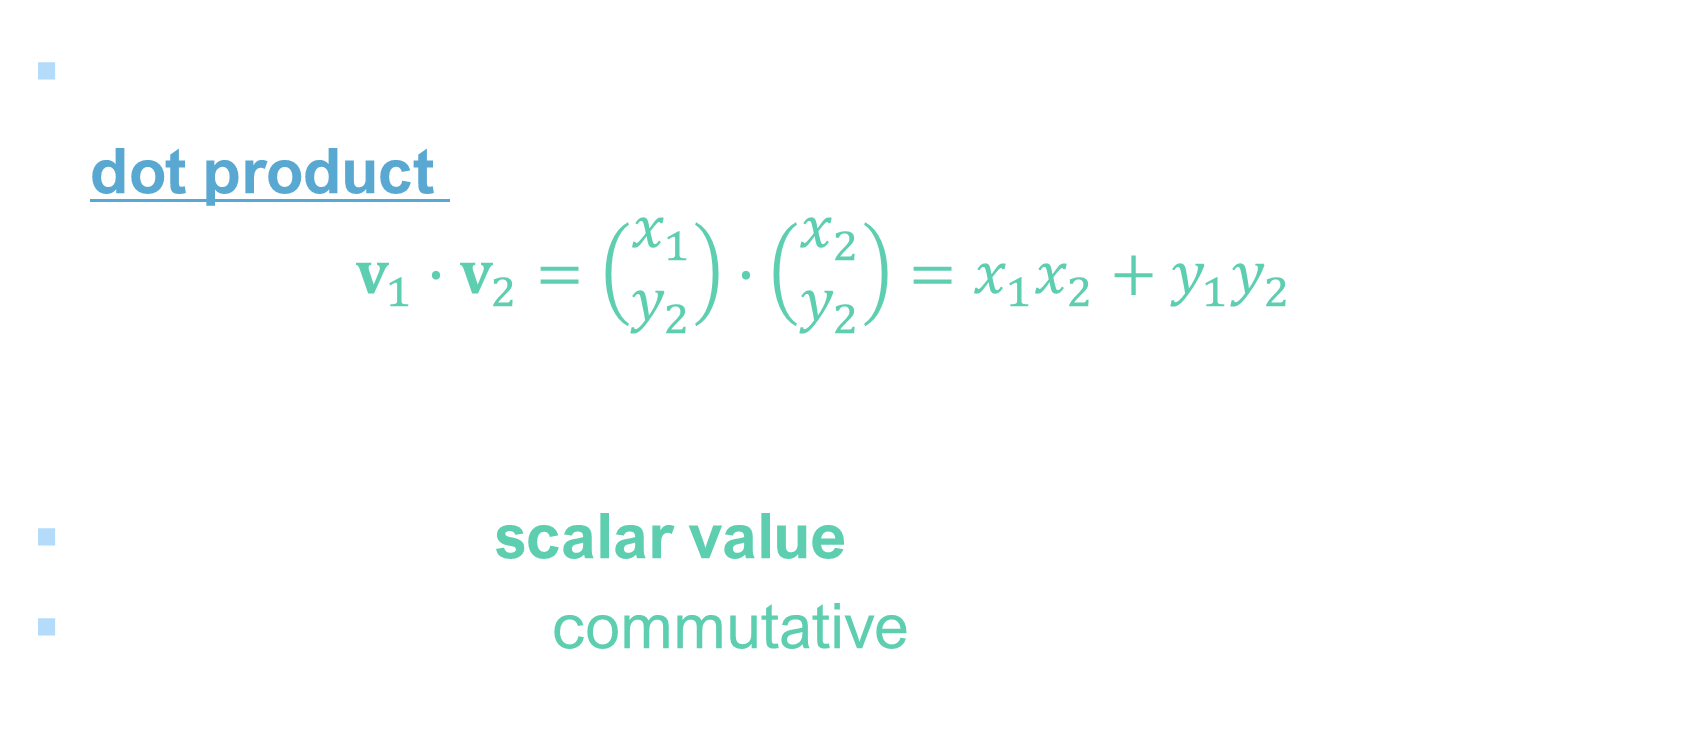 ▪
dot product
𝐯₁ · 𝐯₂ = (x₁ y₂) · (x₂ y₂) = x₁x₂ + y₁y₂
▪ scalar value
▪ commutative